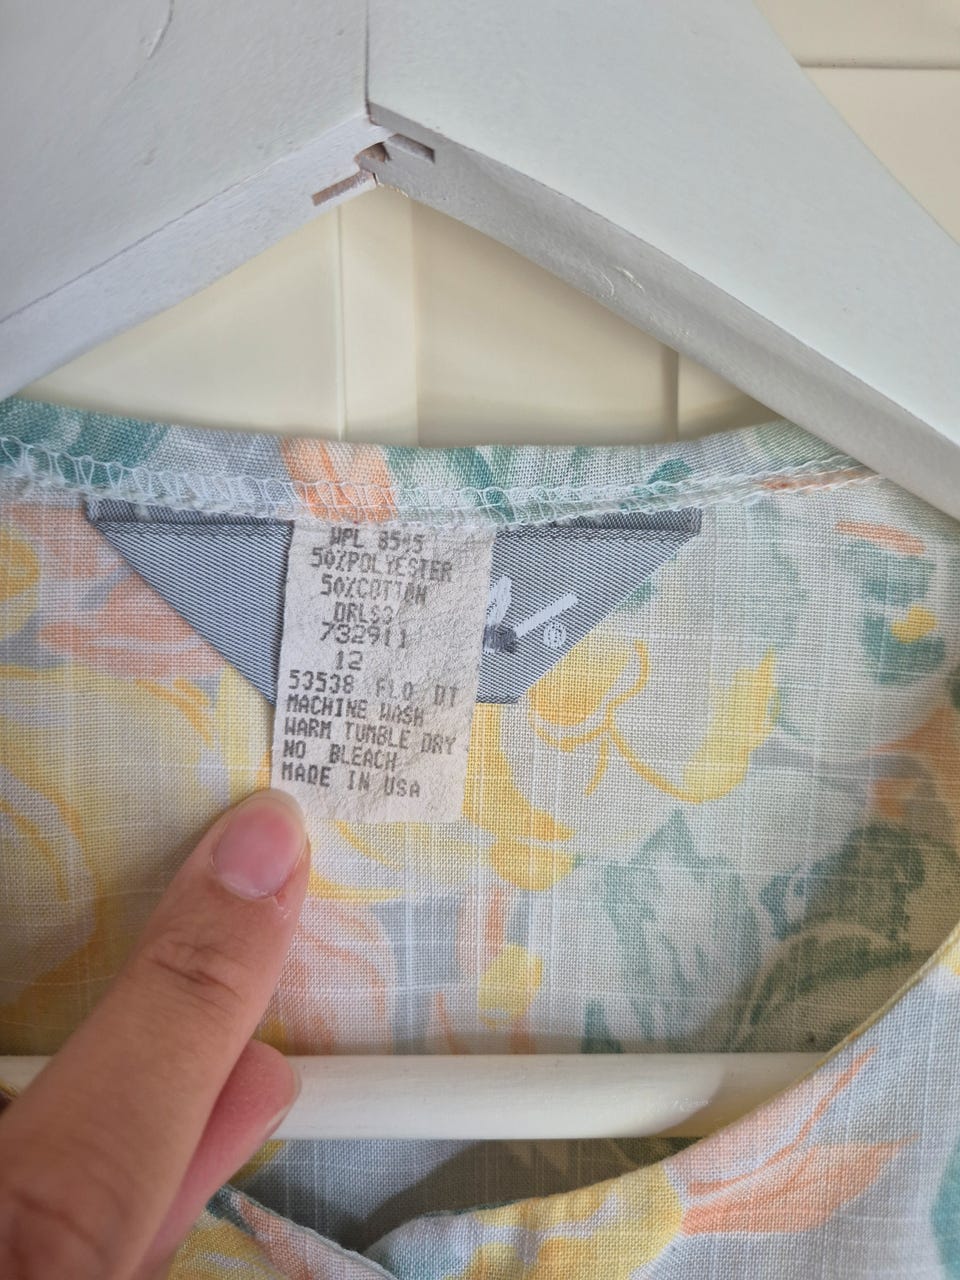 WPL 8545
50%POLYESTER
50%COTTON
732911
12
53538 FLO DT
MACHINE WASH
WARM TUMBLE DRY
NO BLEACH
MADE IN USA
®